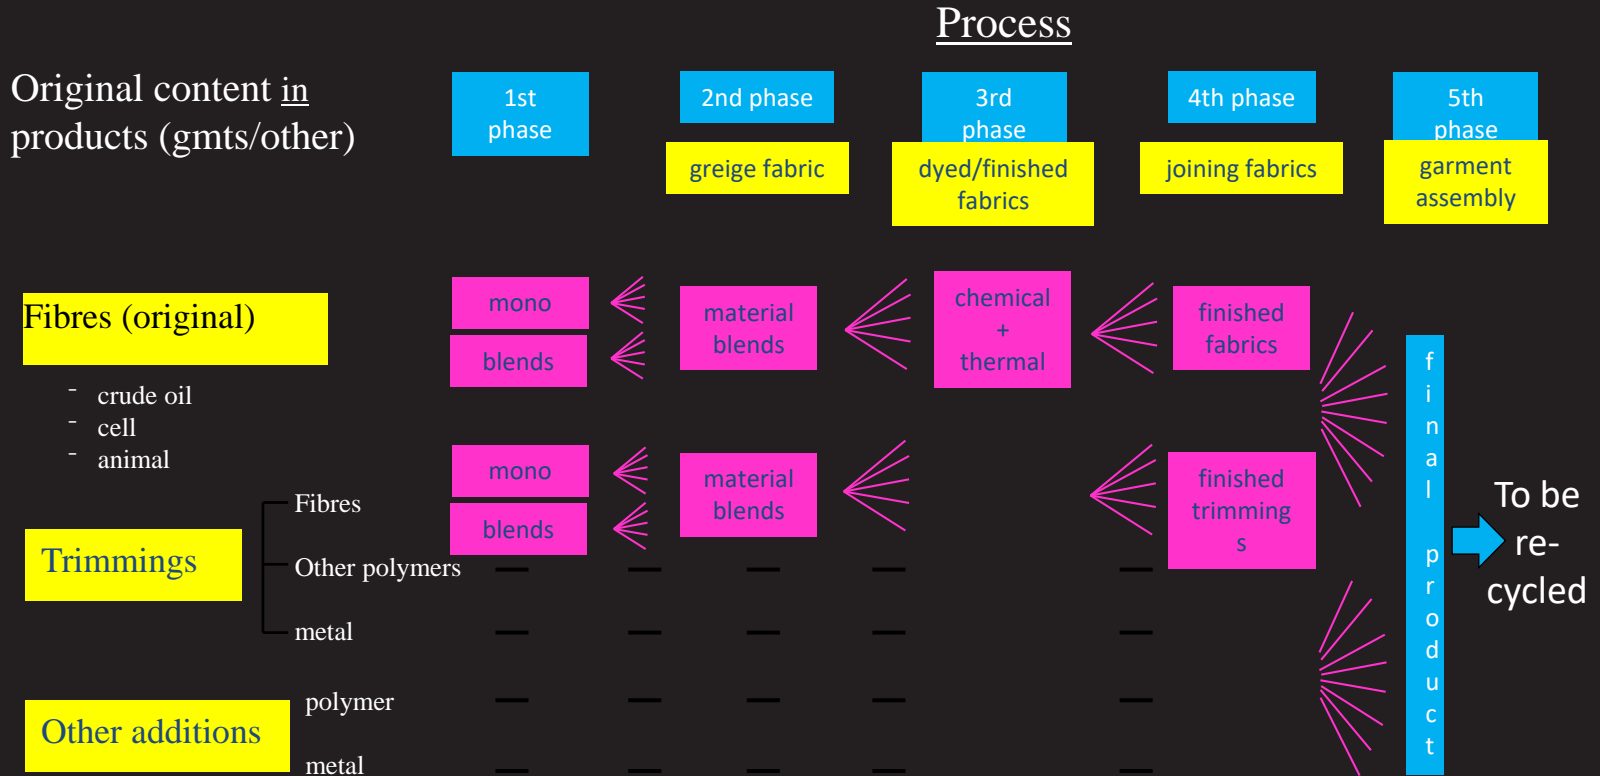 Process
Original content in
products (gmts/other)
1st
phase
2nd phase
3rd
phase
4th phase
5th
phase
greige fabric
dyed/finished
fabrics
joining fabrics
garment
assembly
Fibres (original)
- crude oil
- cell
- animal
mono
blends
material
blends
chemical
+
thermal
finished
fabrics
mono
blends
material
blends
finished
trimming
s
Trimmings
Fibres
Other polymers
metal
Other additions
polymer
metal
f
i
n
a
l
p
r
o
d
u
c
t
To be
re-
cycled